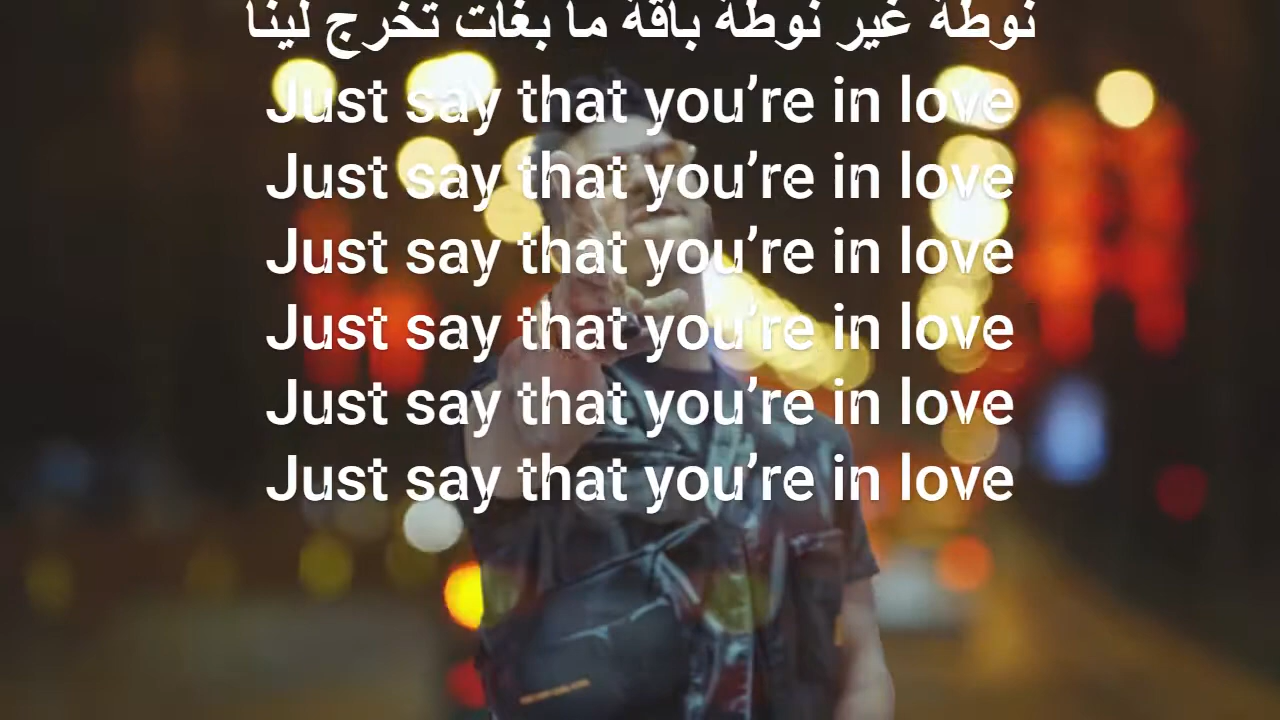 نوطة غير نوطة باقة ما بغات تخرج لينا
Just say that you’re in love
Just say that you’re in love
Just say that you’re in love
Just say that you’re in love
Just say that you’re in love
Just say that you’re in love